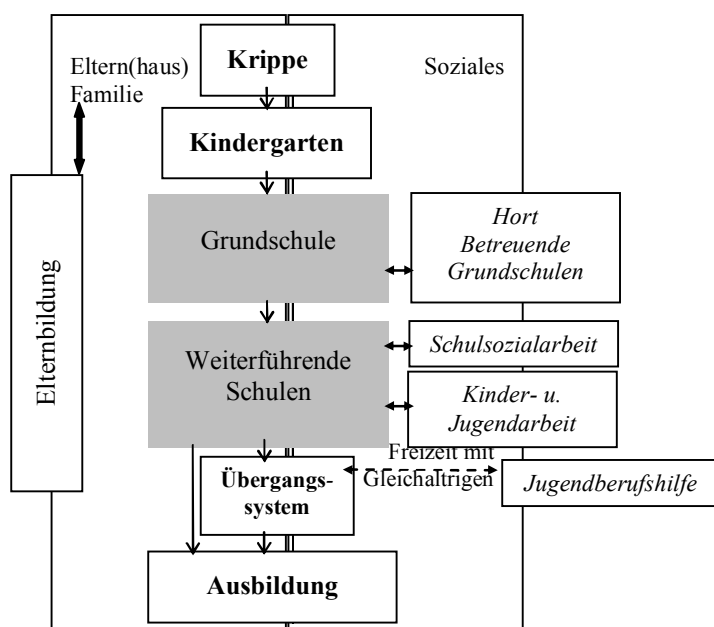 Krippe
Eltern(haus)
Familie
Soziales
Kindergarten
Grundschule
Hort
Betreuende
Grundschulen
Elternbildung
Weiterführende
Schulen
Schulsozialarbeit
Kinder- u.
Jugendarbeit
Freizeit mit
Gleichaltrigen
Übergangs-
system
Jugendberufshilfe
Ausbildung